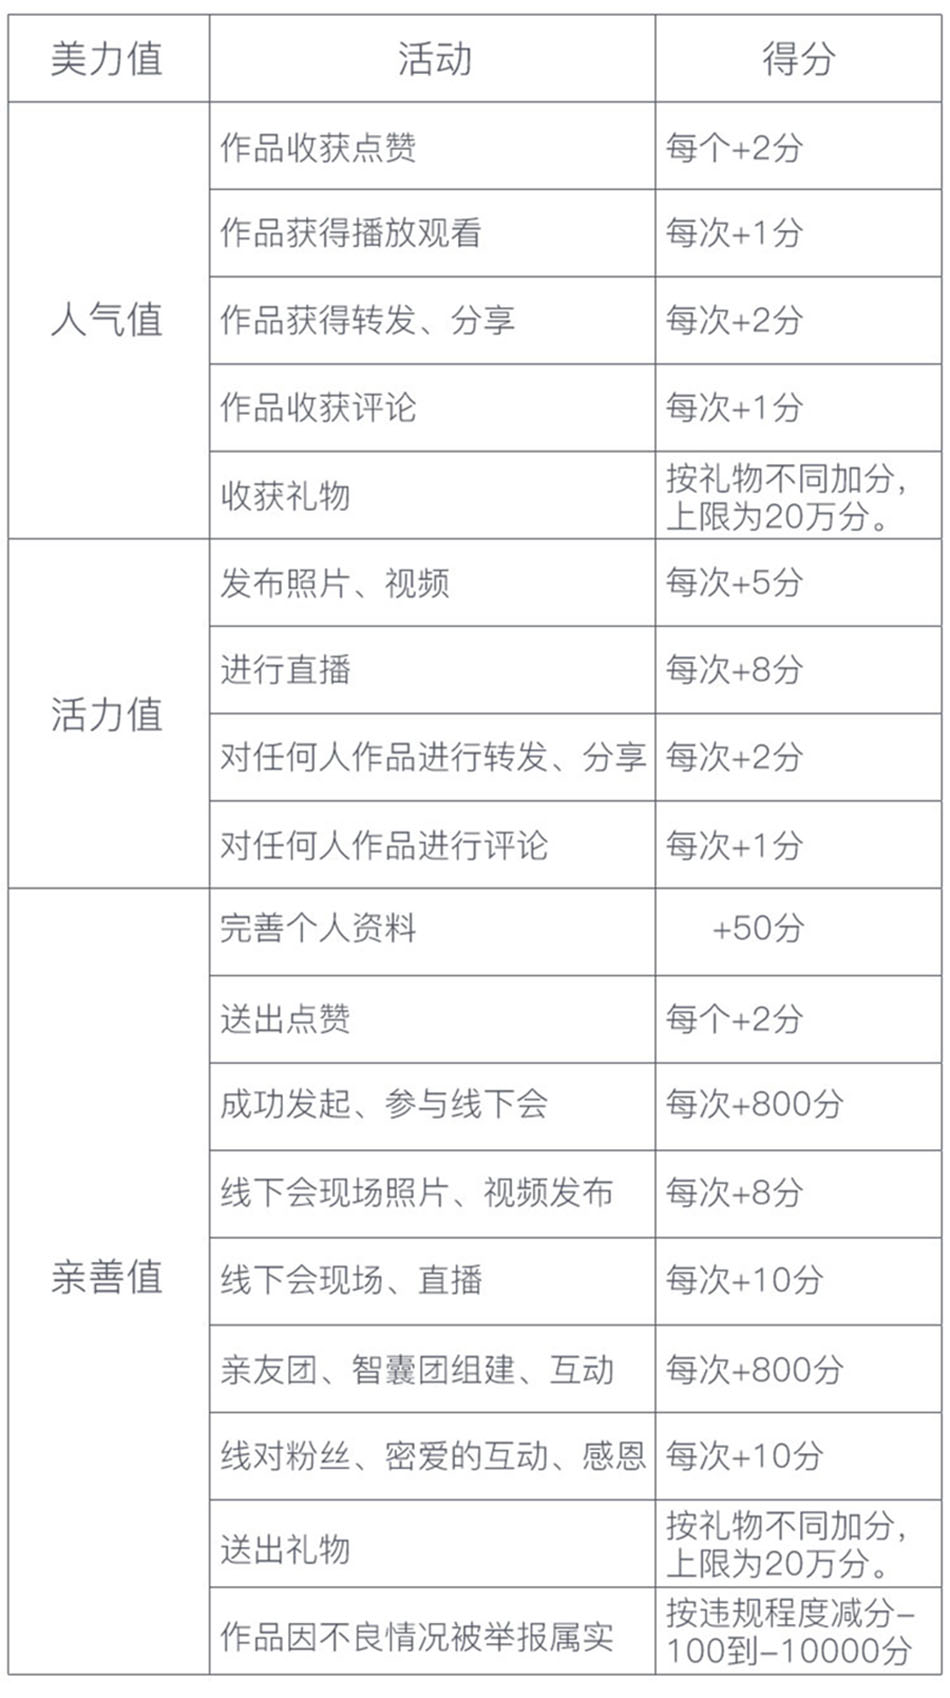 美力值 活动 得分
人气值
作品收获点赞 每个+2分
作品获得播放观看 每次+1分
作品获得转发、分享 每次+2分
作品收获评论 每次+1分
收获礼物 按礼物不同加分，
上限为20万分。
活力值
发布照片、视频 每次+5分
进行直播 每次+8分
对任何人作品进行转发、分享 每次+2分
对任何人作品进行评论 每次+1分
亲善值
完善个人资料 +50分
送出点赞 每个+2分
成功发起、参与线下会 每次+800分
线下会现场照片、视频发布 每次+8分
线下会现场、直播 每次+10分
亲友团、智囊团组建、互动 每次+800分
线对粉丝、密爱的互动、感恩 每次+10分
送出礼物 按礼物不同加分，
上限为20万分。
作品因不良情况被举报属实 按违规程度减分-
100到-10000分